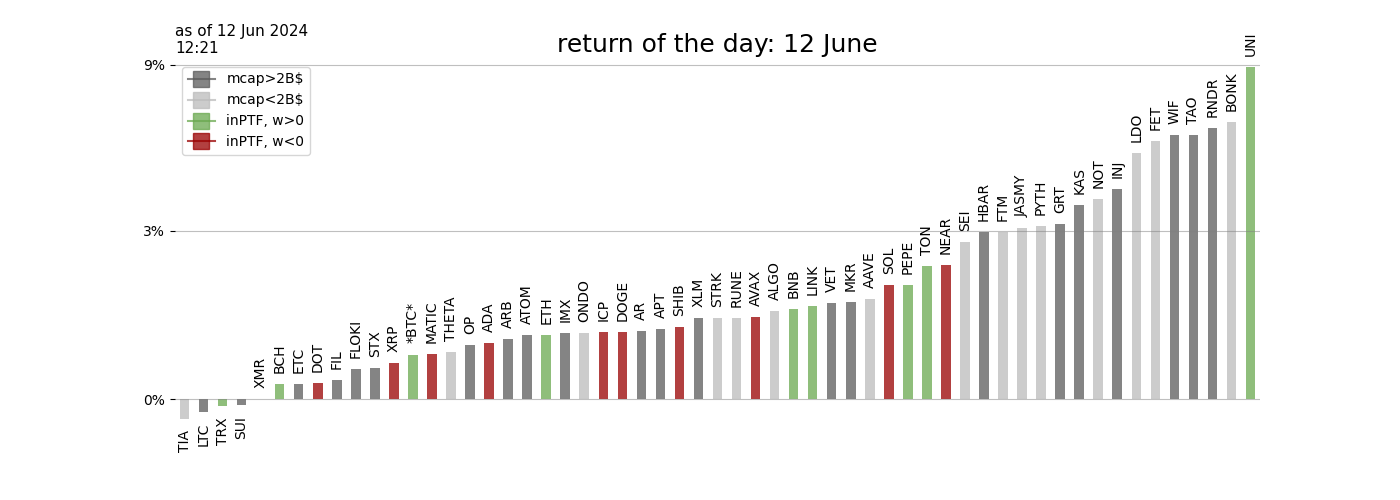 as of 12 Jun 2024
12:21
return of the day: 12 June
9%
3%
0%
mcap>2B$
mcap<2B$
inPTF, w>0
inPTF, w<0
TIA
LTC
TRX
SUI
XMR
BCH
ETC
DOT
FIL
FLOKI
STX
XRP
*BTC*
MATIC
THETA
OP
ADA
ARB
ATOM
ETH
IMX
ONDO
ICP
DOGE
AR
APT
SHIB
XLM
STRK
RUNE
AVAX
ALGO
BNB
LINK
VET
MKR
AAVE
SOL
PEPE
TON
NEAR
SEI
HBAR
FTM
JASMY
PYTH
GRT
KAS
NOT
INJ
LDO
FET
WIF
TAO
RNDR
BONK
UNI